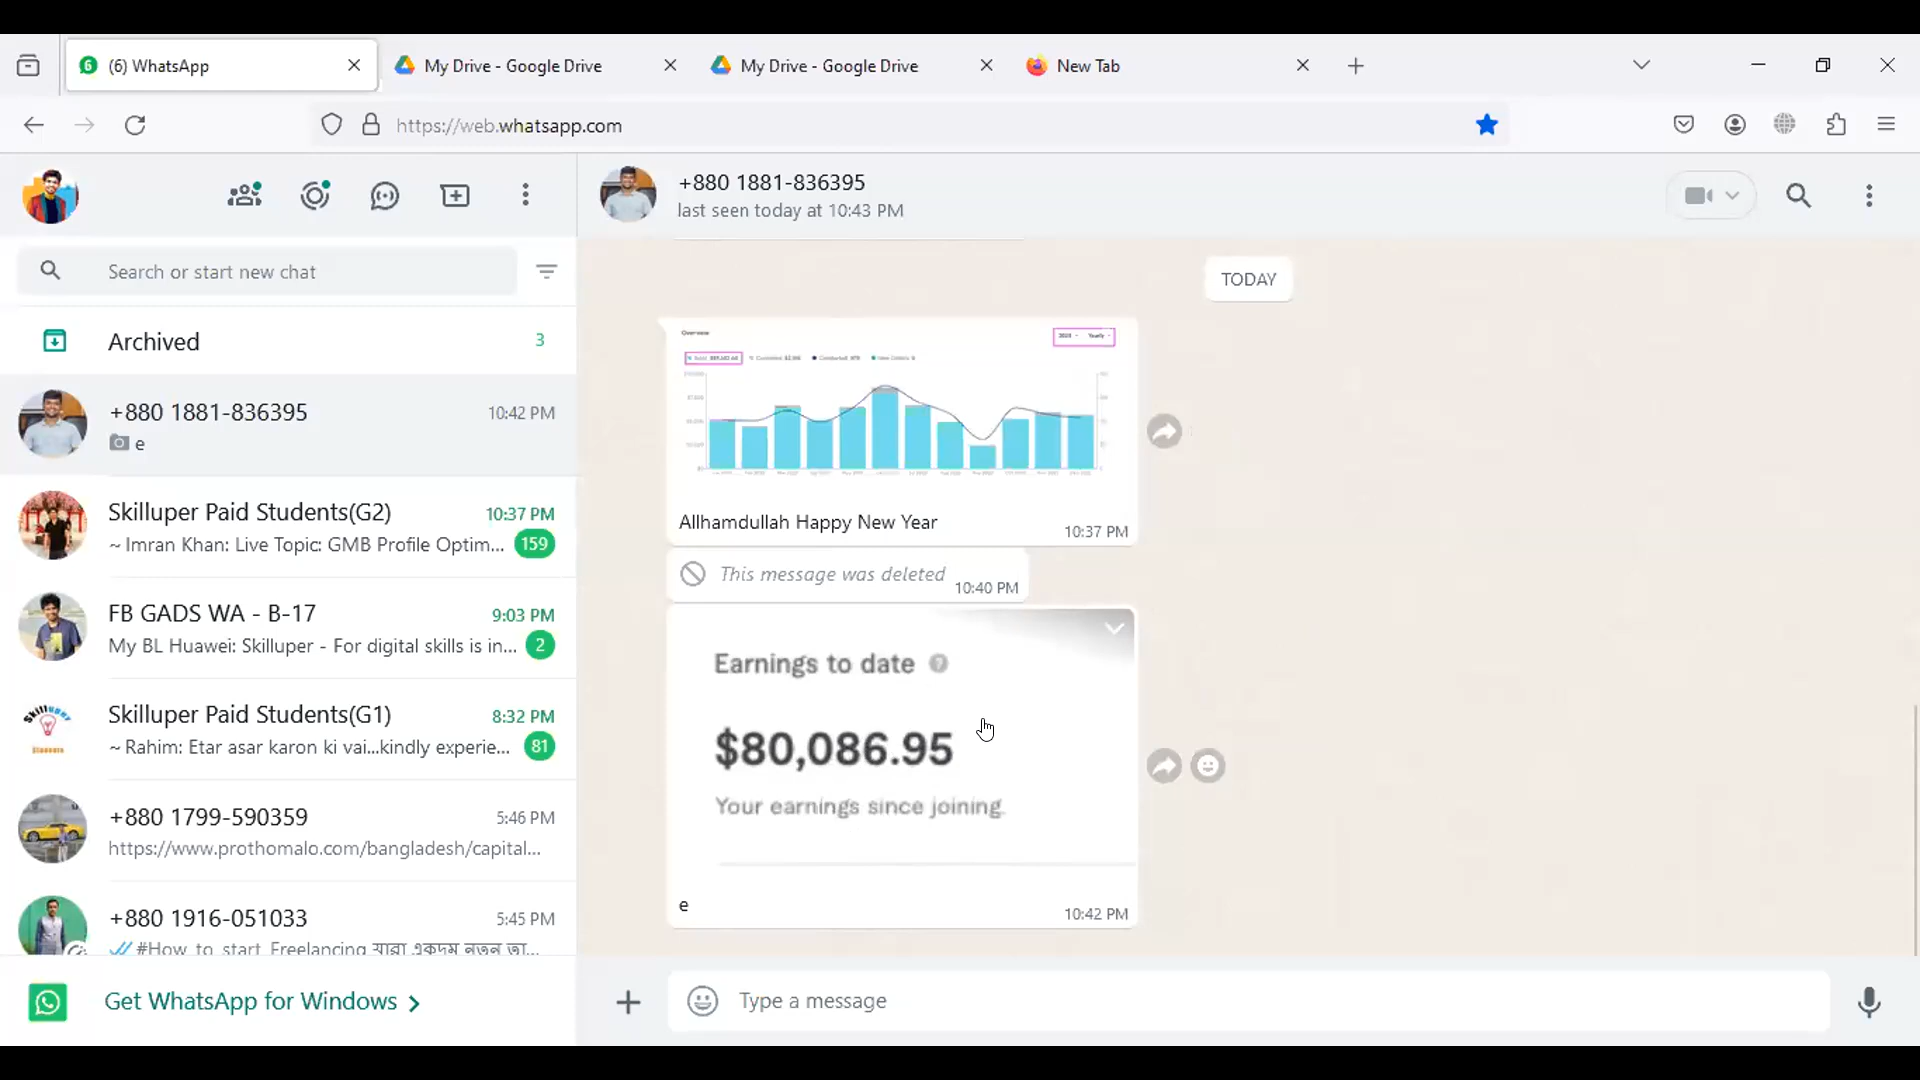 (6) WhatsApp
My Drive - Google Drive
My Drive - Google Drive
New Tab
https://web.whatsapp.com
+880 1881-836395
last seen today at 10:43 PM
Search or start new chat
Archived 3
+880 1881-836395 10:42 PM
e
Skilluper Paid Students(G2) 10:37 PM
~ Imran Khan: Live Topic: GMB Profile Optim... 159
FB GADS WA - B-17 9:03 PM
My BL Huawei: Skilluper - For digital skills is in... 2
Skilluper Paid Students(G1) 8:32 PM
~ Rahim: Etar asar karon ki vai...kindly experie... 81
+880 1799-590359 5:46 PM
https://www.prothomalo.com/bangladesh/capital...
+880 1916-051033 5:45 PM
#How_to_start_Freelancing যারা একদম নতুন তা...
Get WhatsApp for Windows
TODAY
Overview
Yearly
Allhamdullah Happy New Year
10:37 PM
This message was deleted
10:40 PM
Earnings to date
$80,086.95
Your earnings since joining.
e
10:42 PM
Type a message